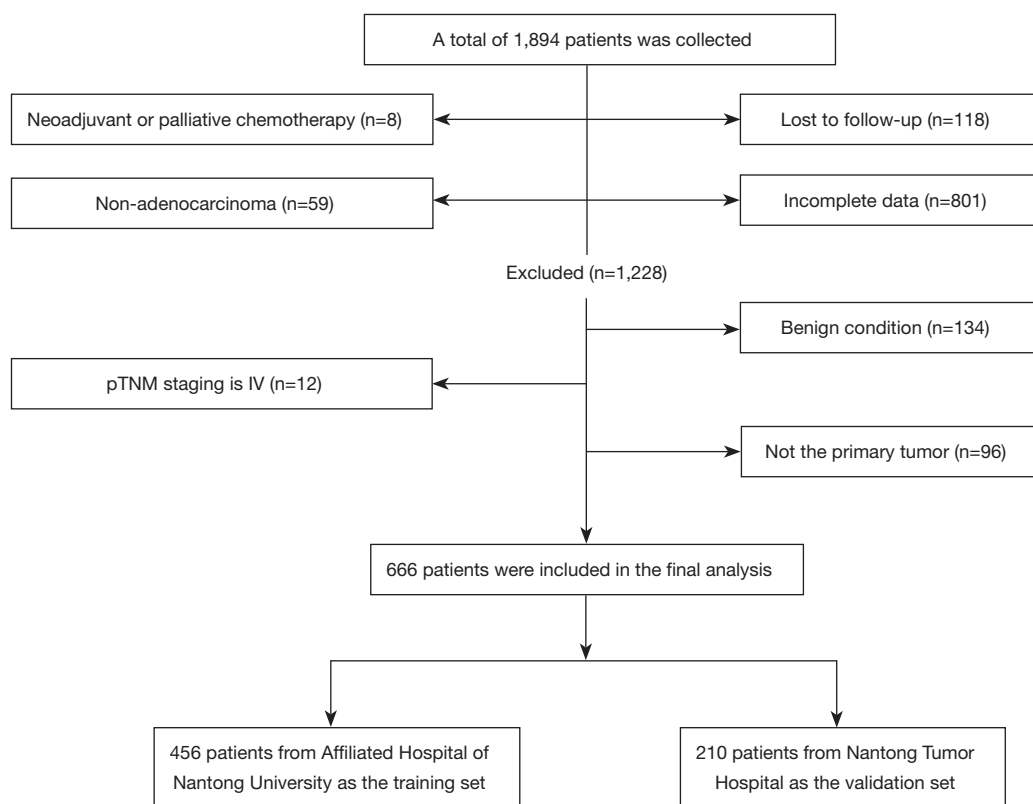 A total of 1,894 patients was collected
Neoadjuvant or palliative chemotherapy (n=8)
Lost to follow-up (n=118)
Non-adenocarcinoma (n=59)
Incomplete data (n=801)
Excluded (n=1,228)
Benign condition (n=134)
pTNM staging is IV (n=12)
Not the primary tumor (n=96)
666 patients were included in the final analysis
456 patients from Affiliated Hospital of
Nantong University as the training set
210 patients from Nantong Tumor
Hospital as the validation set